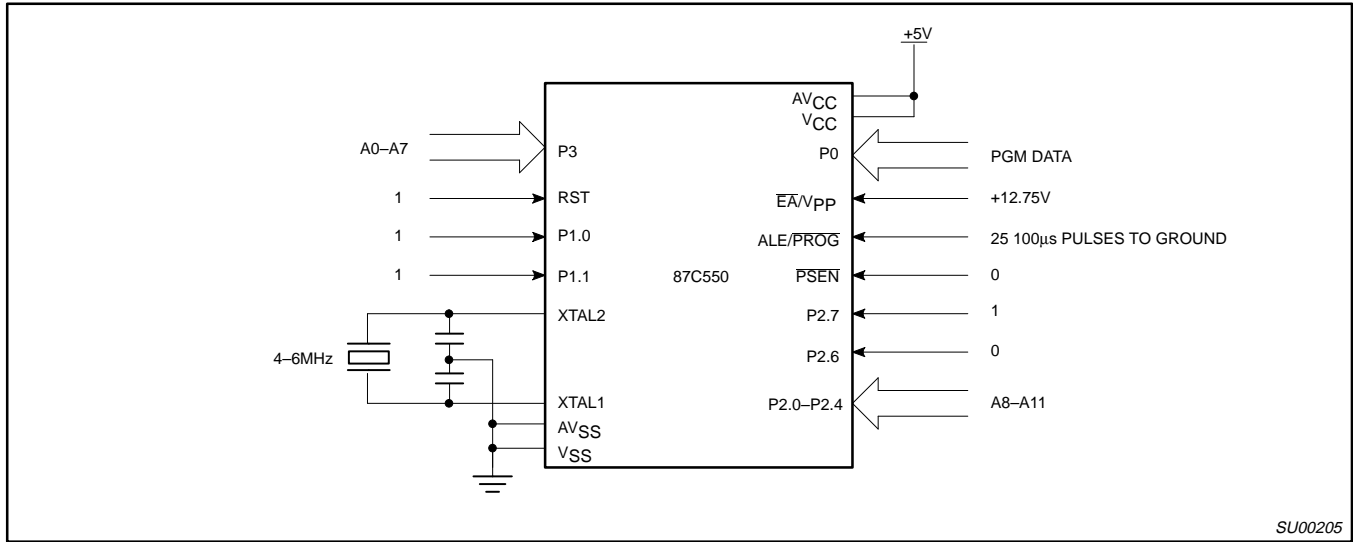 +5V
A0–A7
1
1
1
4–6MHz
P3
RST
P1.0
P1.1
XTAL2
XTAL1
AVSS
VSS
87C550
AVCC
VCC
P0
EA/VPP
ALE/PROG
PSEN
P2.7
P2.6
P2.0–P2.4
PGM DATA
+12.75V
25 100µs PULSES TO GROUND
0
1
0
A8–A11
SU00205